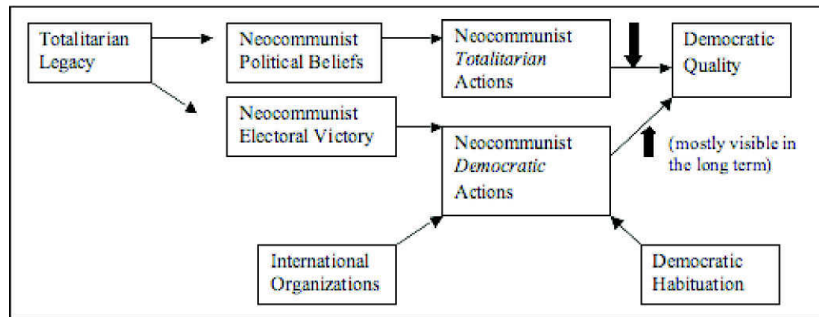 Totalitarian
Legacy
Neocommunist
Political Beliefs
Neocommunist
Totalitarian
Actions
Democratic
Quality
Neocommunist
Electoral Victory
Neocommunist
Democratic
Actions
(mostly visible in
the long term)
International
Organizations
Democratic
Habituation